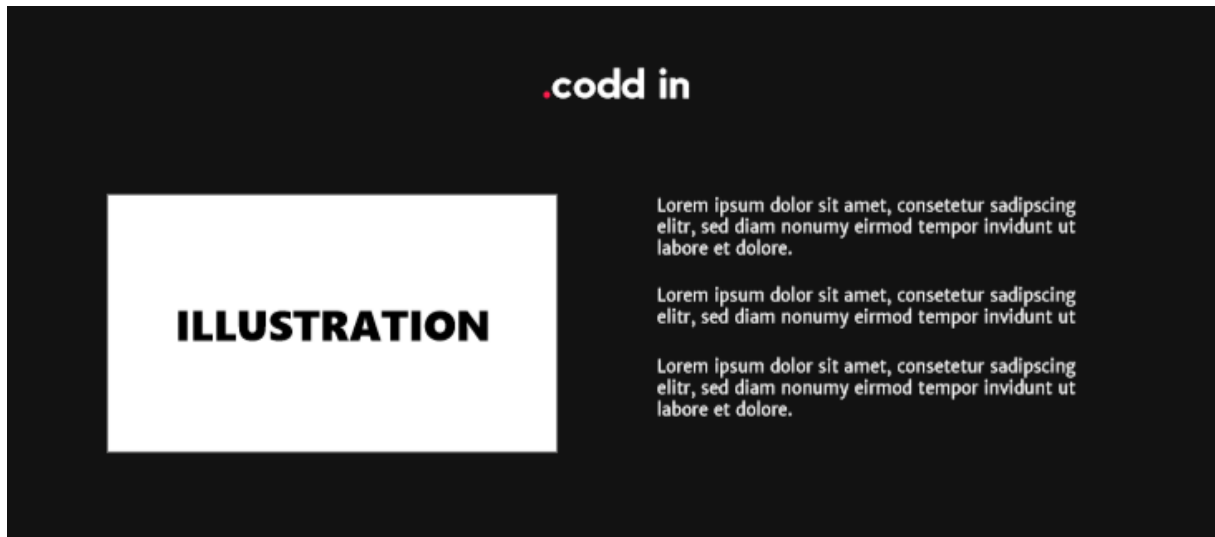 .codd in
ILLUSTRATION
Lorem ipsum dolor sit amet, consetetur sadipscing
elitr, sed diam nonumy eirmod tempor invidunt ut
labore et dolore.
Lorem ipsum dolor sit amet, consetetur sadipscing
elitr, sed diam nonumy eirmod tempor invidunt ut
Lorem ipsum dolor sit amet, consetetur sadipscing
elitr, sed diam nonumy eirmod tempor invidunt ut
labore et dolore.